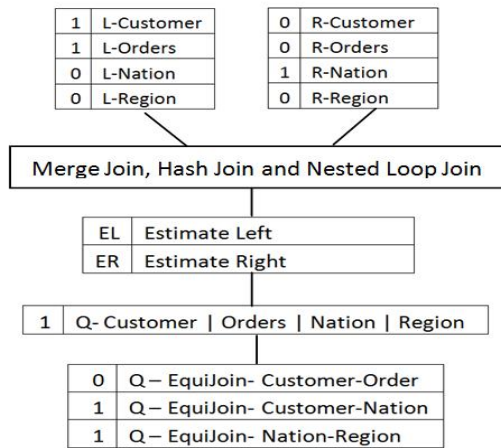 1 L-Customer
1 L-Orders
0 L-Nation
0 L-Region
0 R-Customer
0 R-Orders
1 R-Nation
0 R-Region
Merge Join, Hash Join and Nested Loop Join
EL Estimate Left
ER Estimate Right
1 Q- Customer | Orders | Nation | Region
0 Q – EquiJoin- Customer-Order
1 Q – EquiJoin- Customer-Nation
1 Q – EquiJoin- Nation-Region